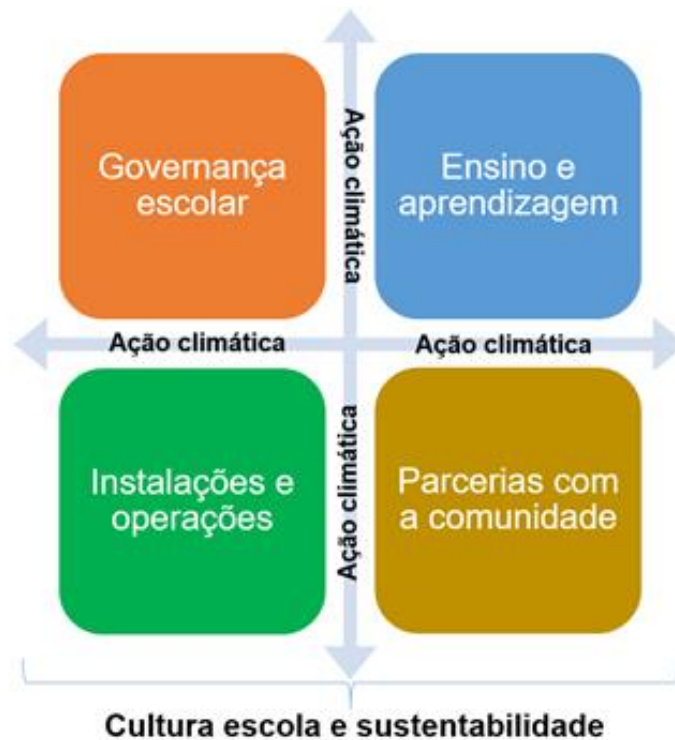 Governança
escolar
Ação climática
Ensino e
aprendizagem
Ação climática
Ação climática
Instalações e
operações
Ação climática
Parcerias com
a comunidade
Cultura escola e sustentabilidade